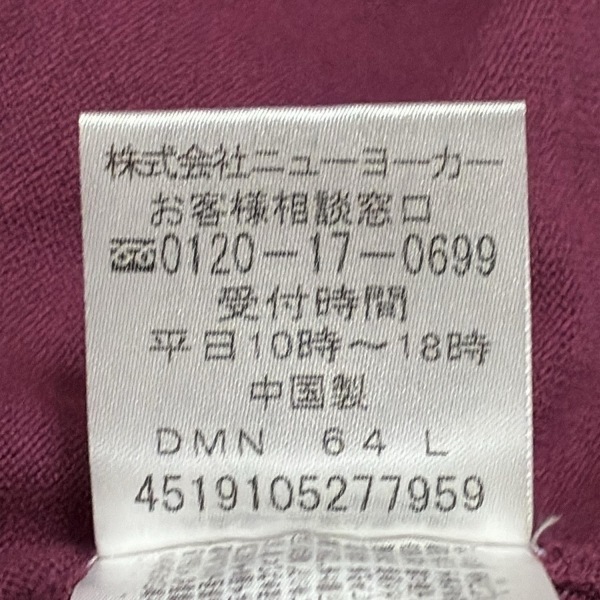 株式会社ニューヨーカー
お客様相談窓口
0120-17-0699
受付時間
平日10時～18時
中国製
DMN 64 L
4519105277959